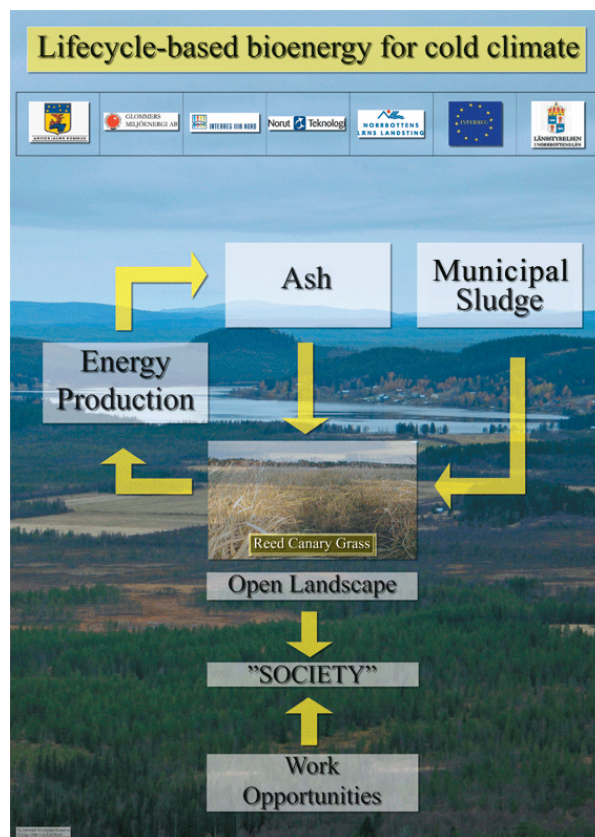 Lifecycle-based bioenergy for cold climate
GLOMMERS
MILJÖENERGI AB
INTERREG IIIB NORD
Norut Teknologi
NORRBOTTENS
LÄNS LANDSTING
INTERREG
LÄNSSTYRELSEN
I NORRBOTTENS LÄN
Ash
Municipal
Sludge
Energy
Production
Reed Canary Grass
Open Landscape
”SOCIETY”
Work
Opportunities